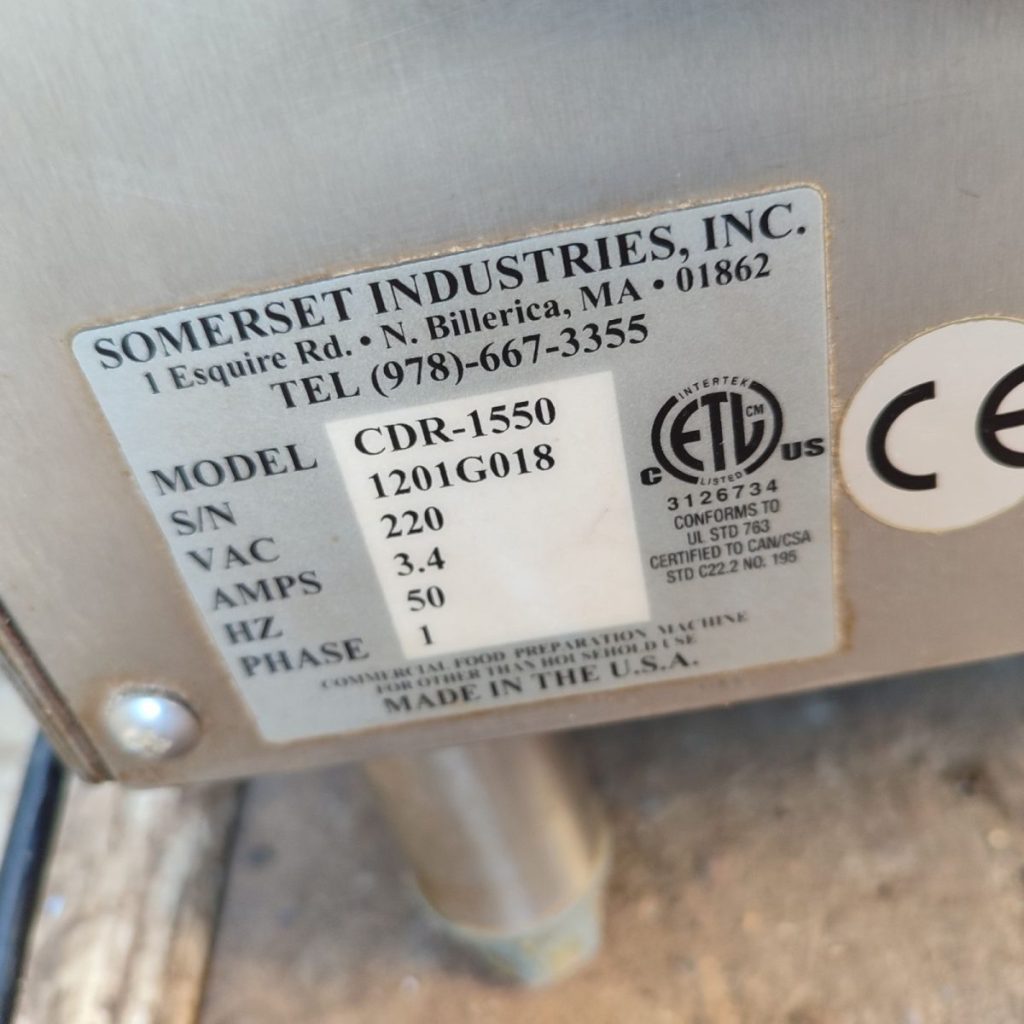 SOMERSET INDUSTRIES, INC.
1 Esquire Rd. • N. Billerica, MA • 01862
TEL (978)-667-3355
MODEL CDR-1550
S/N 1201G018
VAC 220
AMPS 3.4
HZ 50
PHASE 1
INTERTEK
ETL CM
C US
LISTED
3126734
CONFORMS TO
UL STD 763
CERTIFIED TO CAN/CSA
STD C22.2 NO. 195
COMMERCIAL FOOD PREPARATION MACHINE
FOR OTHER THAN HOUSEHOLD USE
MADE IN THE U.S.A.
CE